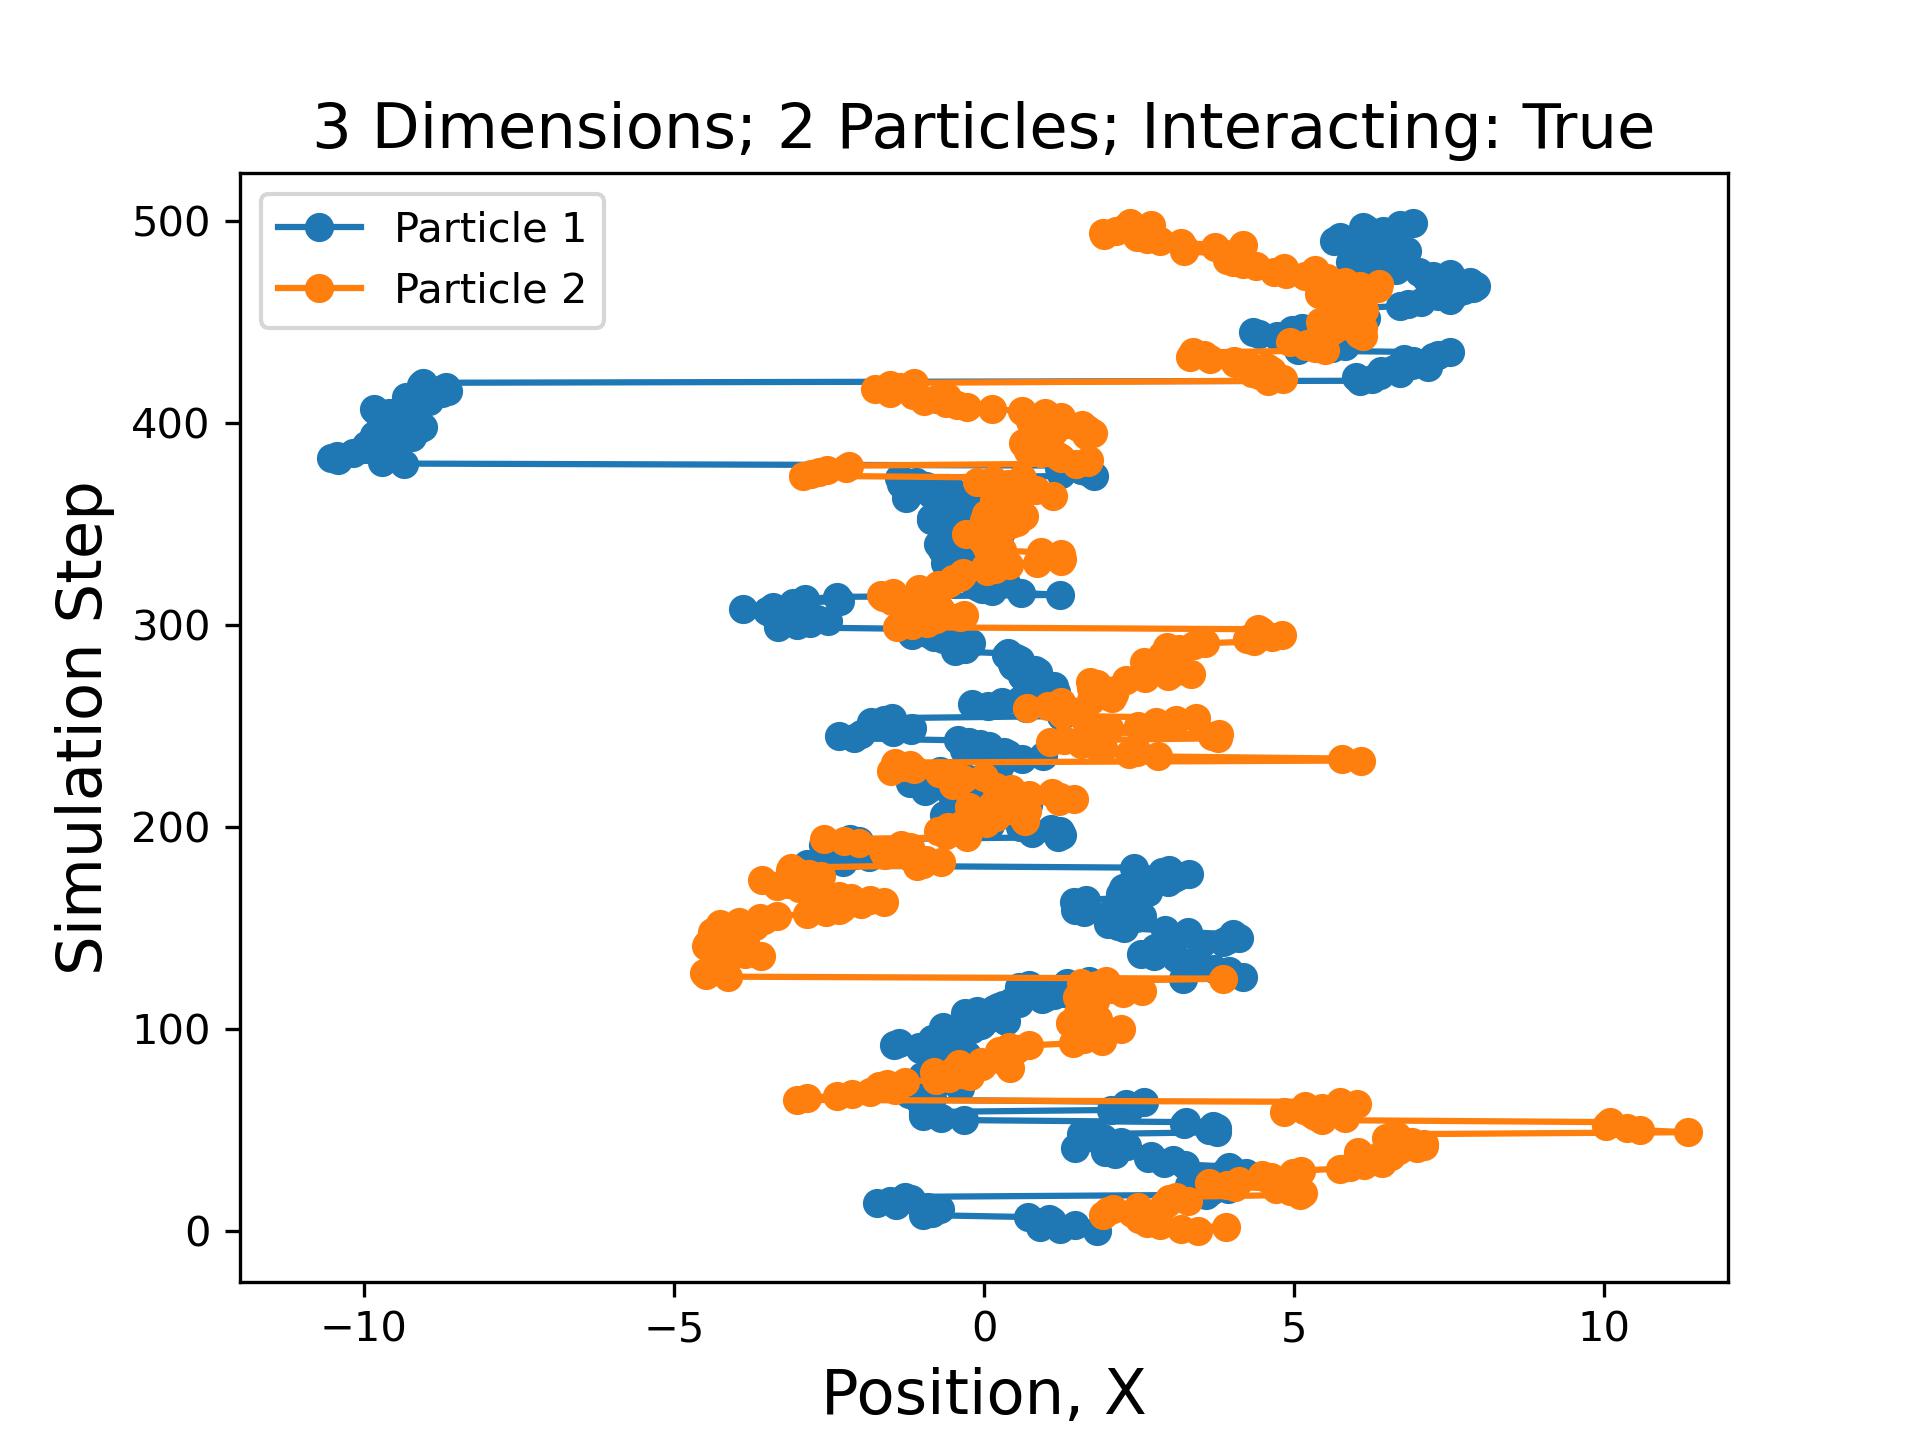 3 Dimensions; 2 Particles; Interacting: True
Particle 1
Particle 2
Simulation Step
500
400
300
200
100
0
−10
−5
0
5
10
Position, X